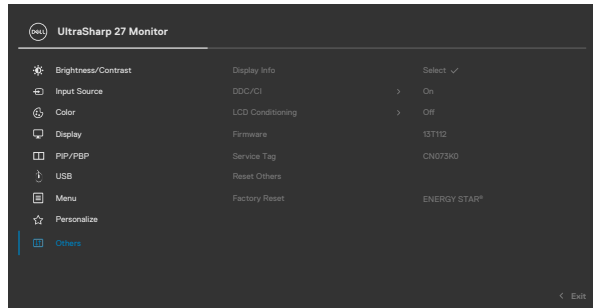 DELL UltraSharp 27 Monitor
Brightness/Contrast Display Info Select ✓
Input Source DDC/CI > On
Color LCD Conditioning > Off
Display Firmware 13T112
PIP/PBP Service Tag CN073K0
USB Reset Others
Menu Factory Reset ENERGY STAR®
Personalize
Others
< Exit